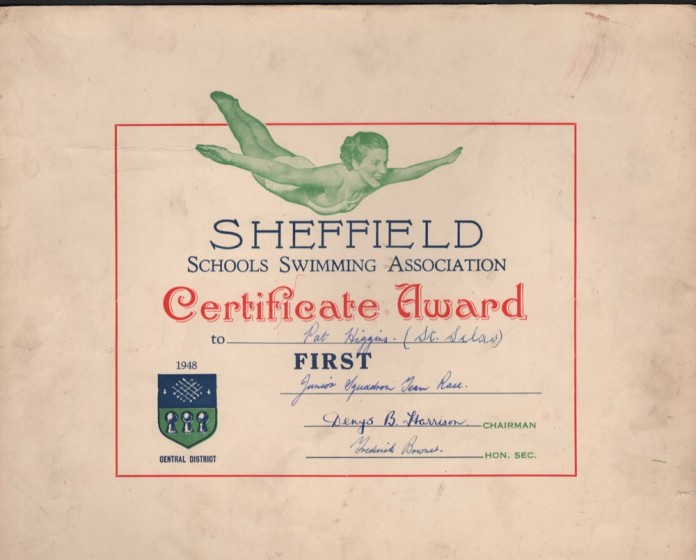 SHEFFIELD
SCHOOLS SWIMMING ASSOCIATION
Certificate Award
to Pat Higgins. (St. Silas)
FIRST
Junior Squadron Team Race.
1948
Denys B. Harrison. CHAIRMAN
Frederick HON. SEC.
CENTRAL DISTRICT